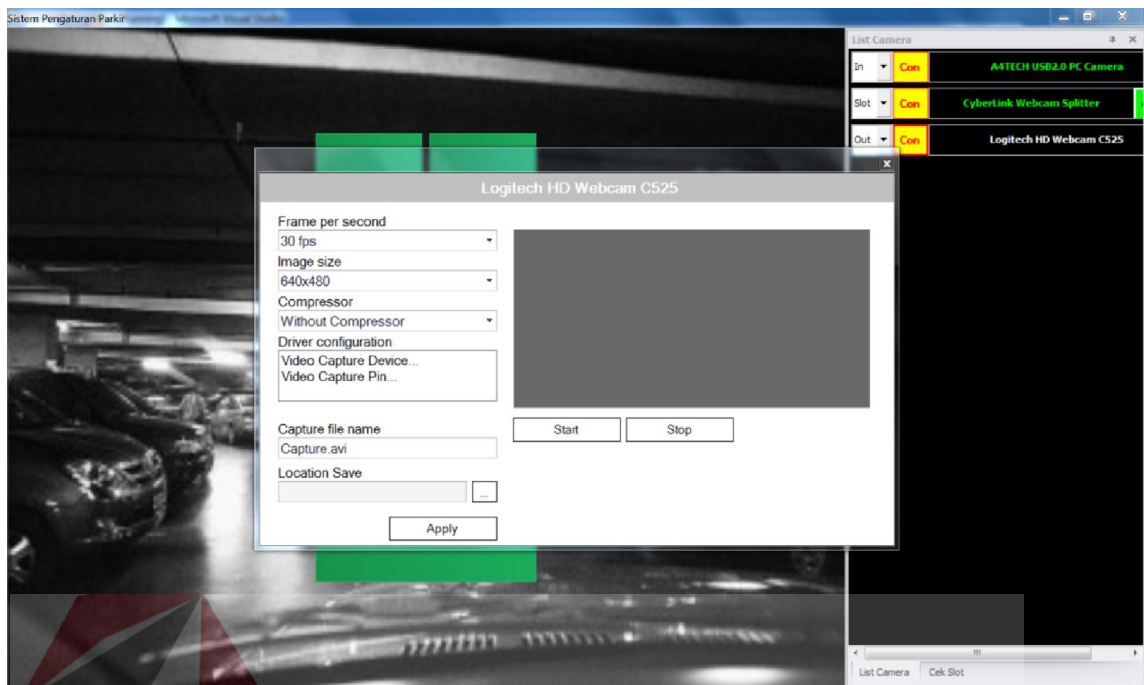 Sistem Pengaturan Parkir
List Camera
In Con A4TECH USB2.0 PC Camera
Slot Con CyberLink Webcam Splitter
Out Con Logitech HD Webcam C525
Logitech HD Webcam C525
Frame per second
30 fps
Image size
640x480
Compressor
Without Compressor
Driver configuration
Video Capture Device...
Video Capture Pin...
Capture file name
Capture.avi
Location Save
...
Apply
Start Stop
List Camera Cek Slot